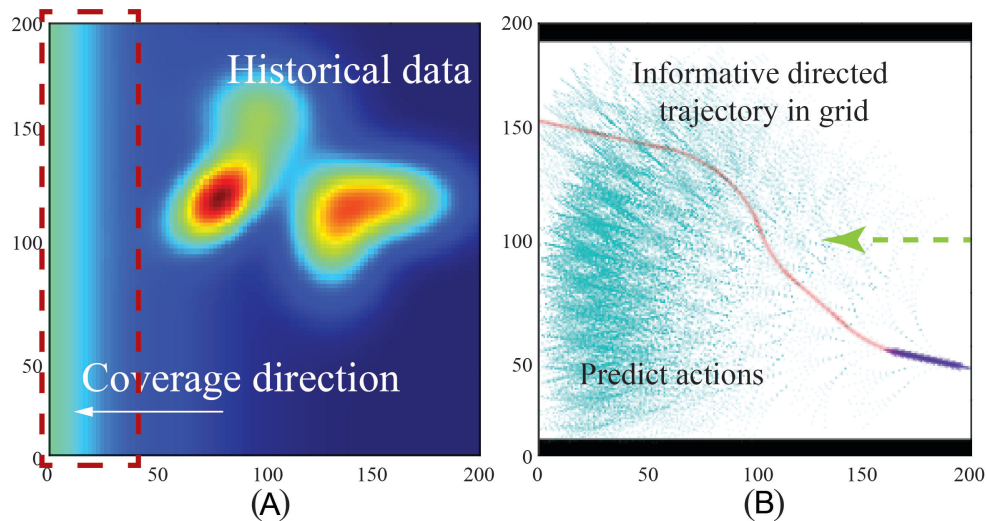 200
150
100
50
0
0
50
100
150
200
Historical data
Coverage direction
(A)
200
150
100
50
0
0
50
100
150
200
Informative directed
trajectory in grid
Predict actions
(B)